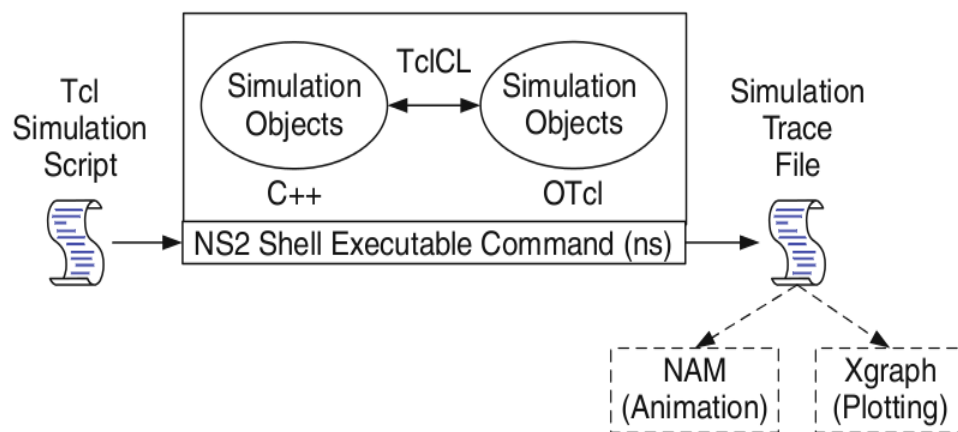 Tcl
Simulation
Script
TclCL
Simulation
Objects
C++
Simulation
Objects
OTcl
NS2 Shell Executable Command (ns)
Simulation
Trace
File
NAM
(Animation)
Xgraph
(Plotting)